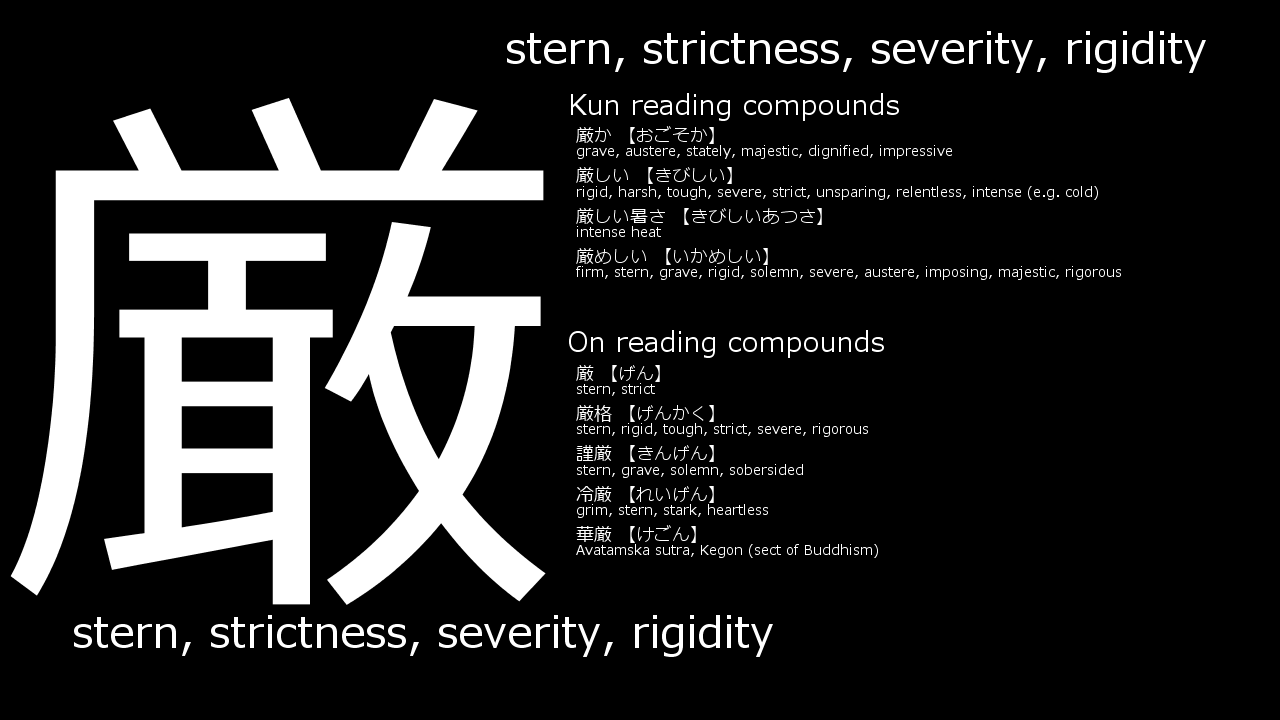 stern, strictness, severity, rigidity
厳
Kun reading compounds
厳か 【おごそか】
grave, austere, stately, majestic, dignified, impressive
厳しい 【きびしい】
rigid, harsh, tough, severe, strict, unsparing, relentless, intense (e.g. cold)
厳しい暑さ 【きびしいあつさ】
intense heat
厳めしい 【いかめしい】
firm, stern, grave, rigid, solemn, severe, austere, imposing, majestic, rigorous
On reading compounds
厳 【げん】
stern, strict
厳格 【げんかく】
stern, rigid, tough, strict, severe, rigorous
謹厳 【きんげん】
stern, grave, solemn, sobersided
冷厳 【れいげん】
grim, stern, stark, heartless
華厳 【けごん】
Avatamska sutra, Kegon (sect of Buddhism)
stern, strictness, severity, rigidity